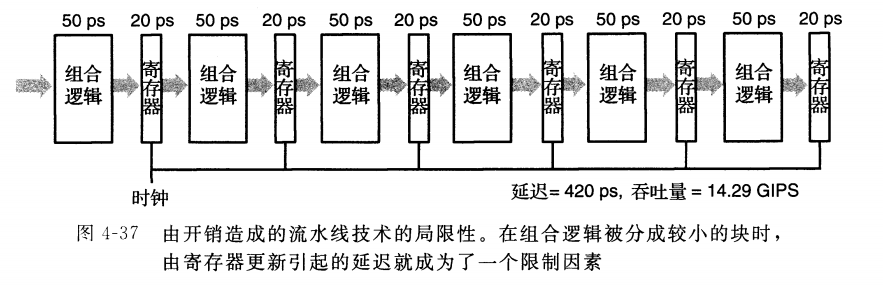 50 ps 20 ps 50 ps 20 ps 50 ps 20 ps 50 ps 20 ps 50 ps 20 ps 50 ps 20 ps
组合逻辑 寄存器 组合逻辑 寄存器 组合逻辑 寄存器 组合逻辑 寄存器 组合逻辑 寄存器 组合逻辑 寄存器
时钟 延迟= 420 ps, 吞吐量 = 14.29 GIPS
图 4-37 由开销造成的流水线技术的局限性。在组合逻辑被分成较小的块时，
由寄存器更新引起的延迟就成为了一个限制因素